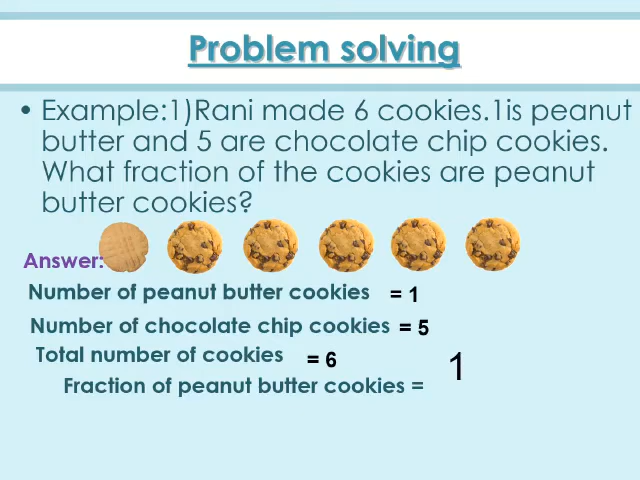 Problem solving
• Example:1)Rani made 6 cookies.1is peanut
butter and 5 are chocolate chip cookies.
What fraction of the cookies are peanut
butter cookies?
Answer:
Number of peanut butter cookies = 1
Number of chocolate chip cookies = 5
Total number of cookies = 6
Fraction of peanut butter cookies = 1